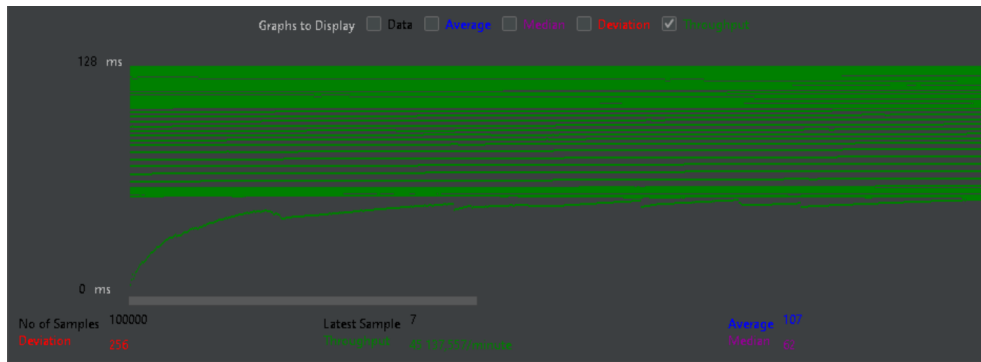 Graphs to Display Data Average Median Deviation Throughput
128 ms
0 ms
No of Samples 100000 Latest Sample 7 Average 107
Deviation 256 Throughput 49 137,557/minute Median